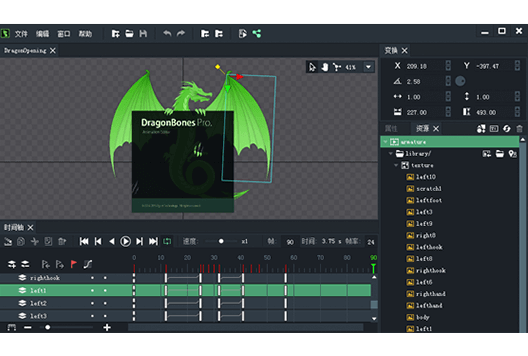 文件 编辑 窗口 帮助
DragonOpening
变换
41%
X 209.18 Y -397.47
2.58
1.00 1.00
227.00 493.00
DragonBones Pro.
属性 资源
armature
library/
texture
left10
scratch1
leftfoot
left3
left9
right8
lefthook
left8
righthook
left6
righthand
lefthand
body
left1
时间轴
速度: x1 帧: 90 时间: 3.75 s 帧率: 24
0 10 20 30 40 50 60 70 80 90
righthook
left1
left2
left3